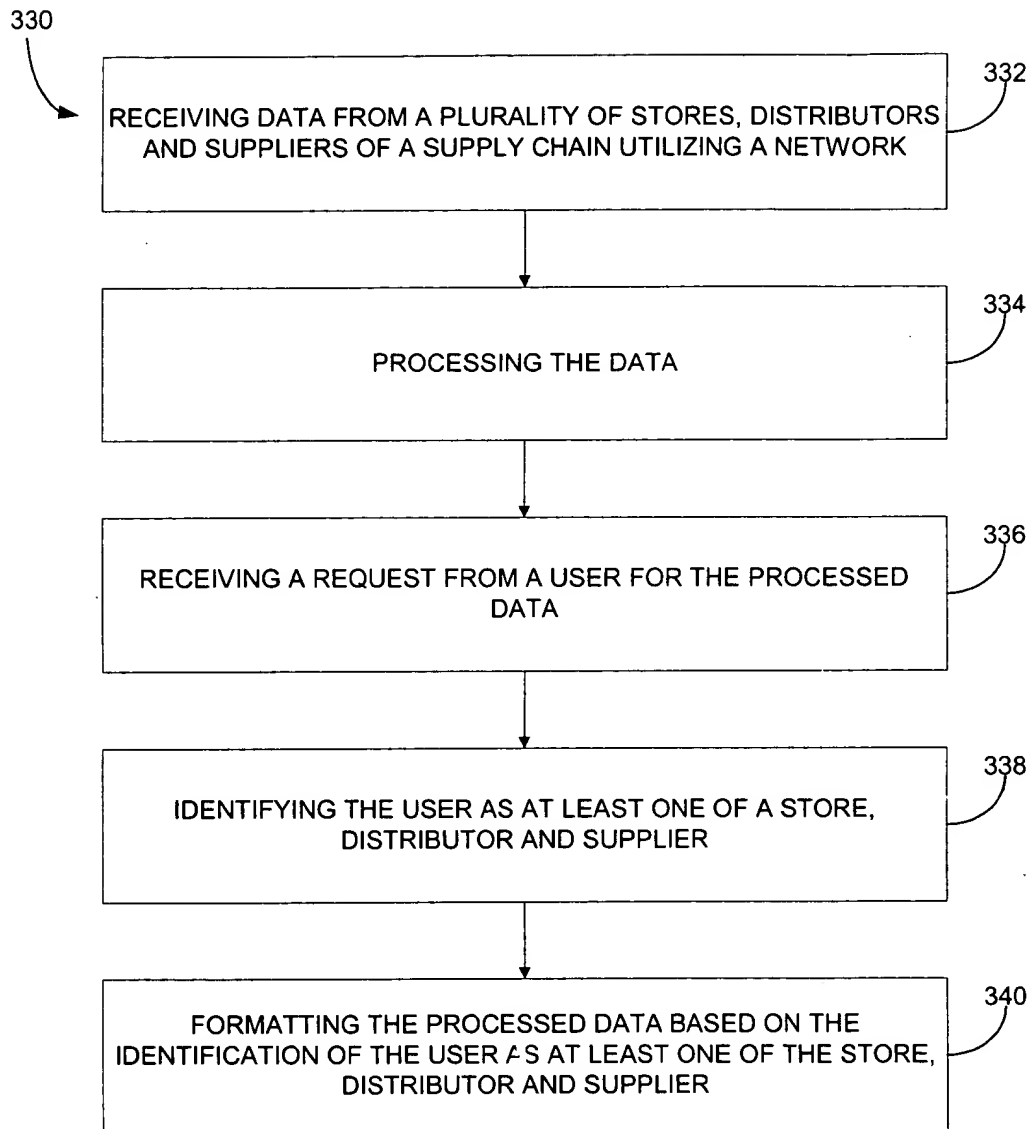 330
332
RECEIVING DATA FROM A PLURALITY OF STORES, DISTRIBUTORS
AND SUPPLIERS OF A SUPPLY CHAIN UTILIZING A NETWORK
334
PROCESSING THE DATA
336
RECEIVING A REQUEST FROM A USER FOR THE PROCESSED
DATA
338
IDENTIFYING THE USER AS AT LEAST ONE OF A STORE,
DISTRIBUTOR AND SUPPLIER
340
FORMATTING THE PROCESSED DATA BASED ON THE
IDENTIFICATION OF THE USER AS AT LEAST ONE OF THE STORE,
DISTRIBUTOR AND SUPPLIER